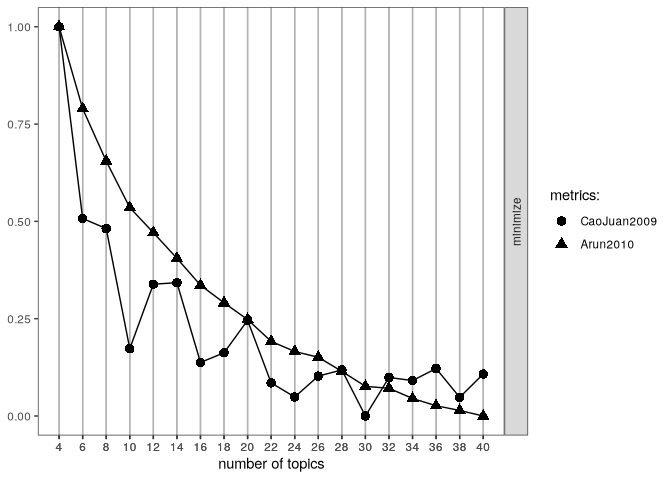 1.00
0.75
0.50
0.25
0.00
4 6 8 10 12 14 16 18 20 22 24 26 28 30 32 34 36 38 40
number of topics
minimize
metrics:
CaoJuan2009
Arun2010